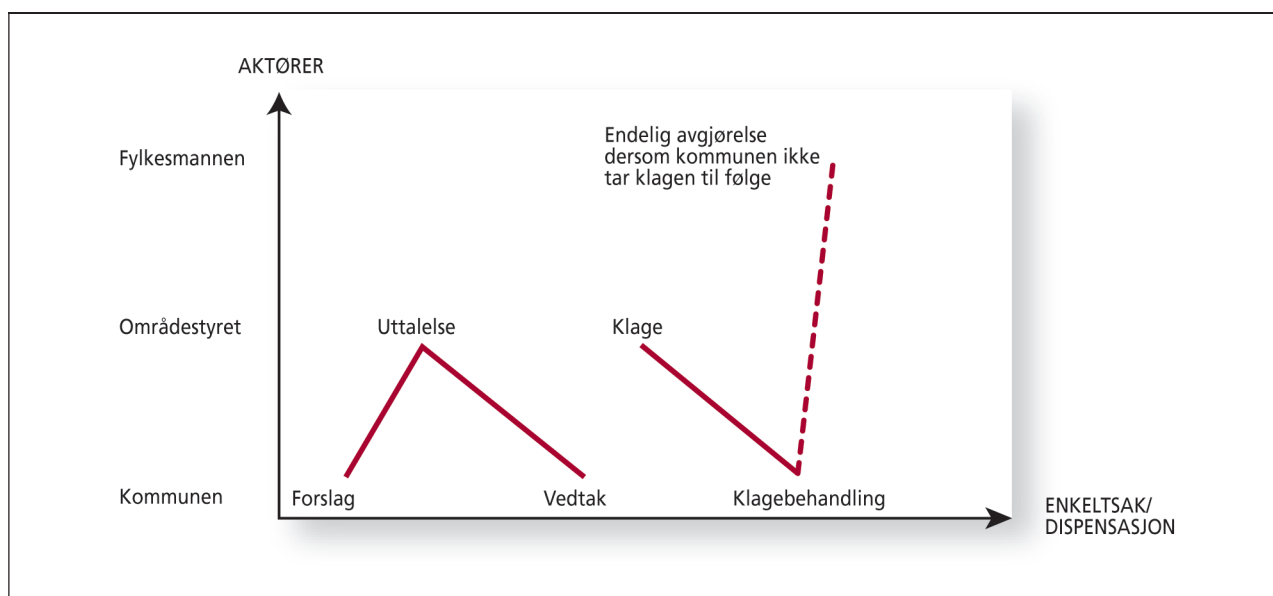 AKTØRER
Fylkesmannen
Endelig avgjørelse
dersom kommunen ikke
tar klagen til følge
Områdestyret
Uttalelse
Klage
Kommunen
Forslag
Vedtak
Klagebehandling
ENKELTSAK/
DISPENSASJON